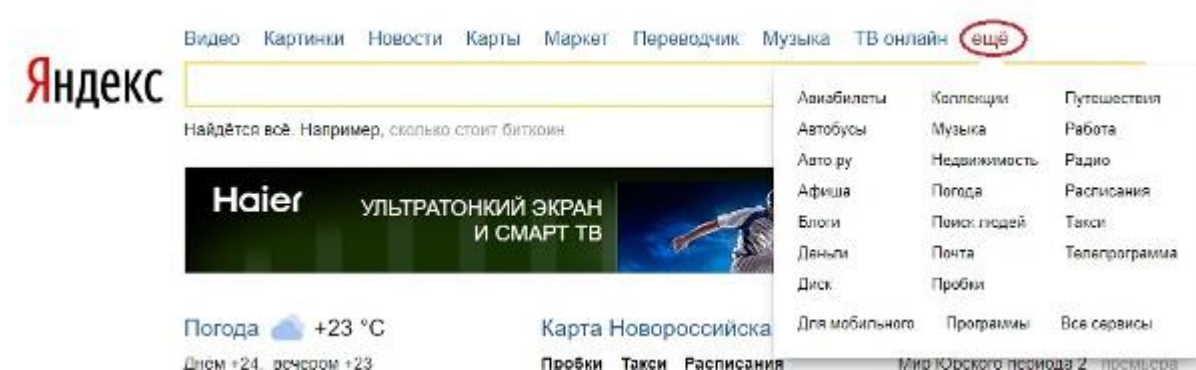 Видео Картинки Новости Карты Маркет Переводчик Музыка ТВ онлайн ещё
Яндекс
Найдётся всё. Например, сколько стоит биткоин
Авиабилеты Коллекции Путешествия
Автобусы Музыка Работа
Авто.ру Недвижимость Радио
Афиша Погода Расписания
Блоги Поиск людей Такси
Деньги Почта Телепрограмма
Диск Пробки
Для мобильного Программы Все сервисы
Haier
УЛЬТРАТОНКИЙ ЭКРАН
И СМАРТ ТВ
Погода +23 °C
Днём +24, вечером +23
Карта Новороссийска
Пробки Такси Расписания
Мир Юрского периода 2 премьера